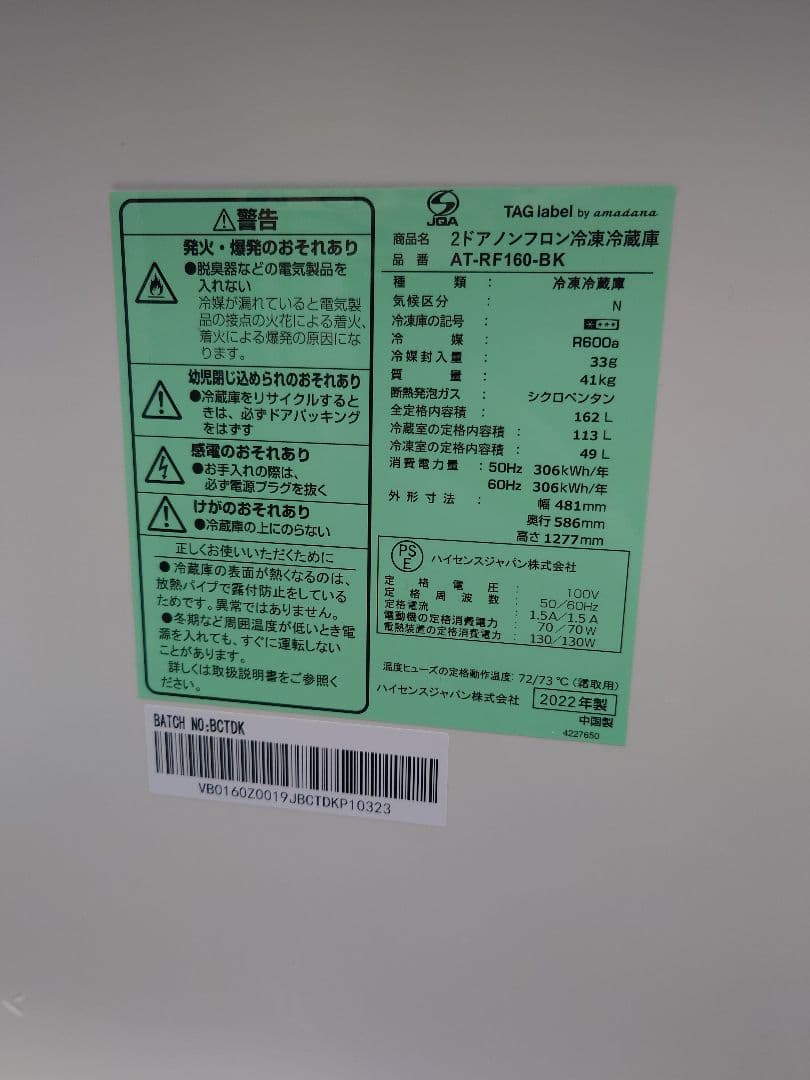 ⚠警告
発火・爆発のおそれあり
●脱臭器などの電気製品を
入れない
冷媒が漏れていると電気製
品の接点の火花による着火、
着火による爆発の原因にな
ります。
幼児閉じ込められのおそれあり
●冷蔵庫をリサイクルすると
きは、必ずドアパッキング
をはずす
感電のおそれあり
●お手入れの際は、
必ず電源プラグを抜く
けがのおそれあり
●冷蔵庫の上にのらない
正しくお使いいただくために
●冷蔵庫の表面が熱くなるのは、
放熱パイプで露付防止をしている
ためです。異常ではありません。
●冬期など周囲温度が低いとき電
源を入れても、すぐに運転しない
ことがあります。
詳しくは取扱説明書をご参照く
ださい。
JQA
TAG label by amadana
商品名 2ドアノンフロン冷凍冷蔵庫
品番 AT-RF160-BK
種類 : 冷凍冷蔵庫
気候区分 : N
冷凍庫の記号 :
冷媒 : R600a
冷媒封入量 : 33g
質量 : 41kg
断熱発泡ガス : シクロペンタン
全定格内容積 : 162 L
冷蔵室の定格内容積 : 113 L
冷凍室の定格内容積 : 49 L
消費電力量 : 50Hz 306kWh/年
60Hz 306kWh/年
外形寸法 : 幅 481mm
奥行 586mm
高さ 1277mm
PSE ハイセンスジャパン株式会社
定格電圧 : 100V
定格周波数 : 50/60Hz
定格電流 : 1.5A/1.5A
電動機の定格消費電力 : 70/70W
電熱装置の定格消費電力 : 130/130W
温度ヒューズの定格動作温度: 72/73℃(霜取用)
ハイセンスジャパン株式会社 2022年製
中国製
4227650
BATCH NO:BCTDK
VB0160Z0019JBCTDKP10323